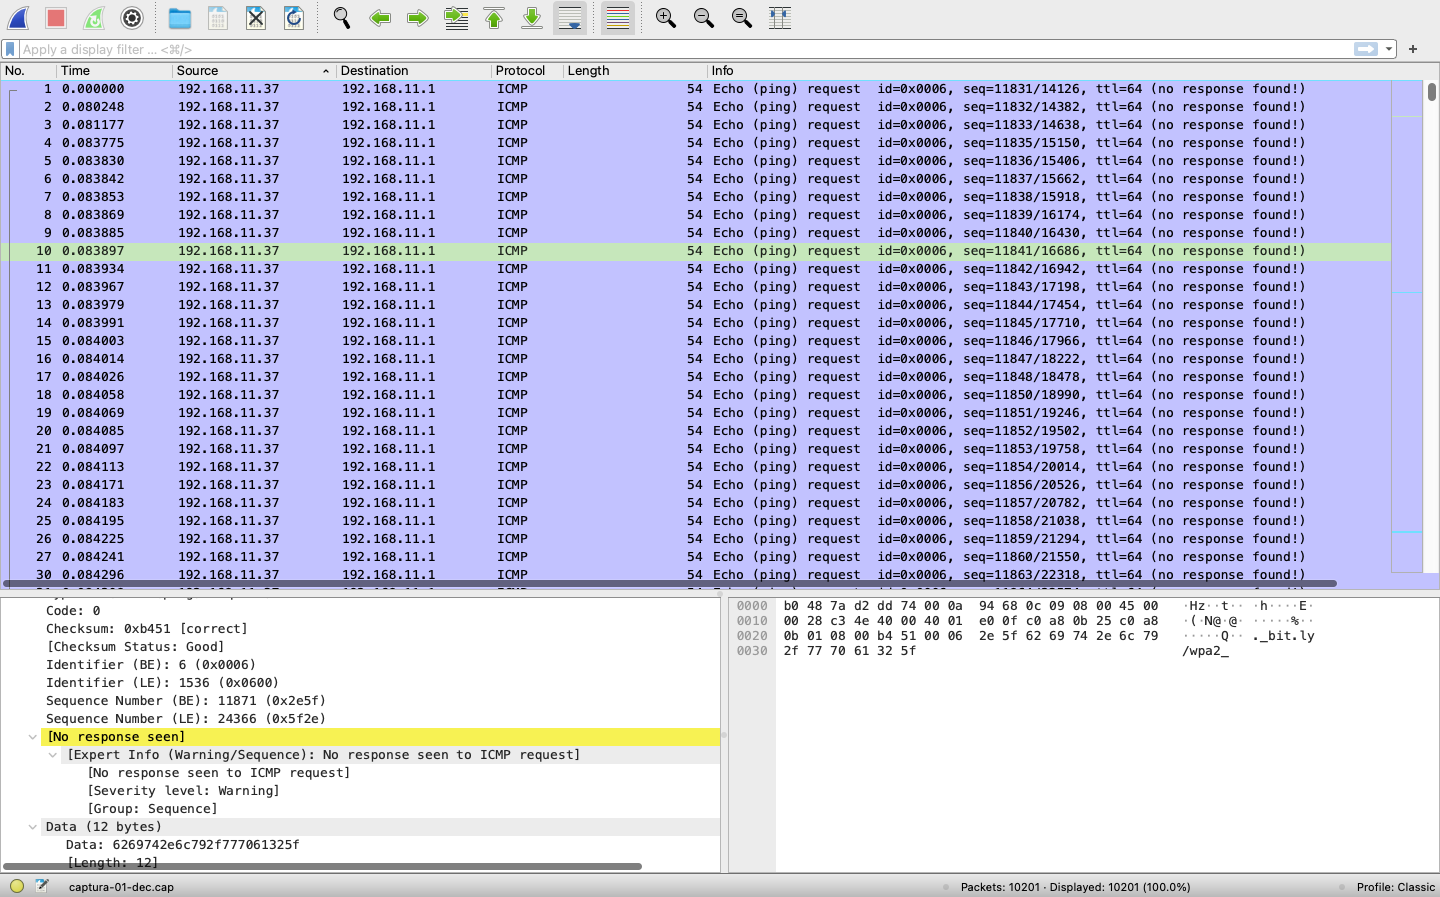 Apply a display filter ... <⌘/>
No. Time Source Destination Protocol Length Info
1 0.000000 192.168.11.37 192.168.11.1 ICMP 54 Echo (ping) request id=0x0006, seq=11831/14126, ttl=64 (no response found!)
2 0.080248 192.168.11.37 192.168.11.1 ICMP 54 Echo (ping) request id=0x0006, seq=11832/14382, ttl=64 (no response found!)
3 0.081177 192.168.11.37 192.168.11.1 ICMP 54 Echo (ping) request id=0x0006, seq=11833/14638, ttl=64 (no response found!)
4 0.083775 192.168.11.37 192.168.11.1 ICMP 54 Echo (ping) request id=0x0006, seq=11835/15150, ttl=64 (no response found!)
5 0.083830 192.168.11.37 192.168.11.1 ICMP 54 Echo (ping) request id=0x0006, seq=11836/15406, ttl=64 (no response found!)
6 0.083842 192.168.11.37 192.168.11.1 ICMP 54 Echo (ping) request id=0x0006, seq=11837/15662, ttl=64 (no response found!)
7 0.083853 192.168.11.37 192.168.11.1 ICMP 54 Echo (ping) request id=0x0006, seq=11838/15918, ttl=64 (no response found!)
8 0.083869 192.168.11.37 192.168.11.1 ICMP 54 Echo (ping) request id=0x0006, seq=11839/16174, ttl=64 (no response found!)
9 0.083885 192.168.11.37 192.168.11.1 ICMP 54 Echo (ping) request id=0x0006, seq=11840/16430, ttl=64 (no response found!)
10 0.083897 192.168.11.37 192.168.11.1 ICMP 54 Echo (ping) request id=0x0006, seq=11841/16686, ttl=64 (no response found!)
11 0.083934 192.168.11.37 192.168.11.1 ICMP 54 Echo (ping) request id=0x0006, seq=11842/16942, ttl=64 (no response found!)
12 0.083967 192.168.11.37 192.168.11.1 ICMP 54 Echo (ping) request id=0x0006, seq=11843/17198, ttl=64 (no response found!)
13 0.083979 192.168.11.37 192.168.11.1 ICMP 54 Echo (ping) request id=0x0006, seq=11844/17454, ttl=64 (no response found!)
14 0.083991 192.168.11.37 192.168.11.1 ICMP 54 Echo (ping) request id=0x0006, seq=11845/17710, ttl=64 (no response found!)
15 0.084003 192.168.11.37 192.168.11.1 ICMP 54 Echo (ping) request id=0x0006, seq=11846/17966, ttl=64 (no response found!)
16 0.084014 192.168.11.37 192.168.11.1 ICMP 54 Echo (ping) request id=0x0006, seq=11847/18222, ttl=64 (no response found!)
17 0.084026 192.168.11.37 192.168.11.1 ICMP 54 Echo (ping) request id=0x0006, seq=11848/18478, ttl=64 (no response found!)
18 0.084058 192.168.11.37 192.168.11.1 ICMP 54 Echo (ping) request id=0x0006, seq=11850/18990, ttl=64 (no response found!)
19 0.084069 192.168.11.37 192.168.11.1 ICMP 54 Echo (ping) request id=0x0006, seq=11851/19246, ttl=64 (no response found!)
20 0.084085 192.168.11.37 192.168.11.1 ICMP 54 Echo (ping) request id=0x0006, seq=11852/19502, ttl=64 (no response found!)
21 0.084097 192.168.11.37 192.168.11.1 ICMP 54 Echo (ping) request id=0x0006, seq=11853/19758, ttl=64 (no response found!)
22 0.084113 192.168.11.37 192.168.11.1 ICMP 54 Echo (ping) request id=0x0006, seq=11854/20014, ttl=64 (no response found!)
23 0.084171 192.168.11.37 192.168.11.1 ICMP 54 Echo (ping) request id=0x0006, seq=11856/20526, ttl=64 (no response found!)
24 0.084183 192.168.11.37 192.168.11.1 ICMP 54 Echo (ping) request id=0x0006, seq=11857/20782, ttl=64 (no response found!)
25 0.084195 192.168.11.37 192.168.11.1 ICMP 54 Echo (ping) request id=0x0006, seq=11858/21038, ttl=64 (no response found!)
26 0.084225 192.168.11.37 192.168.11.1 ICMP 54 Echo (ping) request id=0x0006, seq=11859/21294, ttl=64 (no response found!)
27 0.084241 192.168.11.37 192.168.11.1 ICMP 54 Echo (ping) request id=0x0006, seq=11860/21550, ttl=64 (no response found!)
30 0.084296 192.168.11.37 192.168.11.1 ICMP 54 Echo (ping) request id=0x0006, seq=11863/22318, ttl=64 (no response found!)
Code: 0
Checksum: 0xb451 [correct]
[Checksum Status: Good]
Identifier (BE): 6 (0x0006)
Identifier (LE): 1536 (0x0600)
Sequence Number (BE): 11871 (0x2e5f)
Sequence Number (LE): 24366 (0x5f2e)
[No response seen]
[Expert Info (Warning/Sequence): No response seen to ICMP request]
[No response seen to ICMP request]
[Severity level: Warning]
[Group: Sequence]
Data (12 bytes)
Data: 6269742e6c792f777061325f
[Length: 12]
0000 b0 48 7a d2 dd 74 00 0a 94 68 0c 09 08 00 45 00 ·Hz··t·· ·h····E·
0010 00 28 c3 4e 40 00 40 01 e0 0f c0 a8 0b 25 c0 a8 ·(·N@·@· ·····%··
0020 0b 01 08 00 b4 51 00 06 2e 5f 62 69 74 2e 6c 79 ·····Q·· ._bit.ly
0030 2f 77 70 61 32 5f /wpa2_
captura-01-dec.cap Packets: 10201 · Displayed: 10201 (100.0%) Profile: Classic